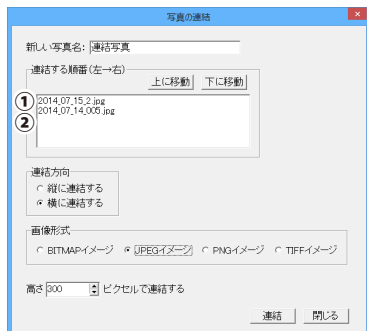 写真の連結
新しい写真名: 連結写真
連結する順番(左→右)
上に移動 下に移動
① 2014_07_15_2.jpg
② 2014_07_14_005.jpg
連結方向
縦に連結する
横に連結する
画像形式
BITMAPイメージ JPEGイメージ PNGイメージ TIFFイメージ
高さ 300 ピクセルで連結する
連結 閉じる